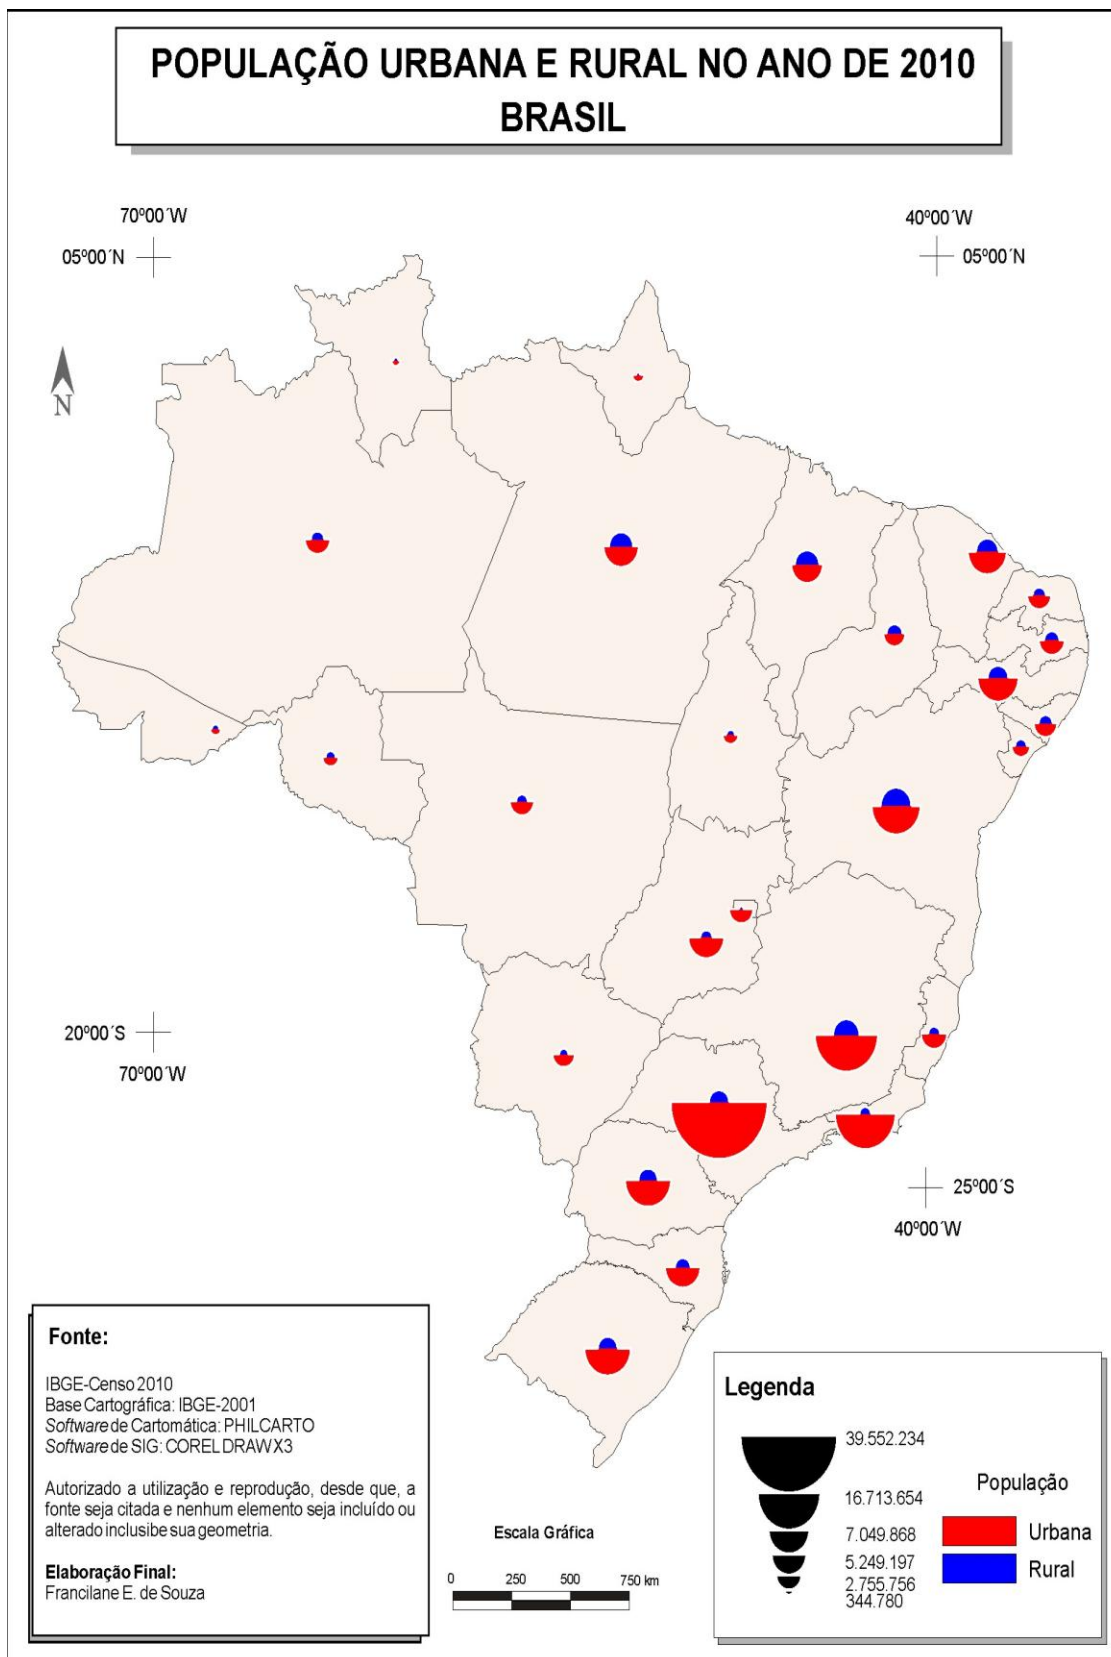 POPULAÇÃO URBANA E RURAL NO ANO DE 2010
BRASIL
70º00´W
40º00´W
05º00´N
05º00´N
N
20º00´S
70º00´W
25º00´S
40º00´W
Fonte:
IBGE-Censo 2010
Base Cartográfica: IBGE-2001
Software de Cartomática: PHILCARTO
Software de SIG: COREL DRAW X3
Autorizado a utilização e reprodução, desde que, a
fonte seja citada e nenhum elemento seja incluído ou
alterado inclusibe sua geometria.
Elaboração Final:
Francilane E. de Souza
Escala Gráfica
0 250 500 750 km
Legenda
39.552.234
16.713.654
7.049.868
5.249.197
2.755.756
344.780
População
Urbana
Rural